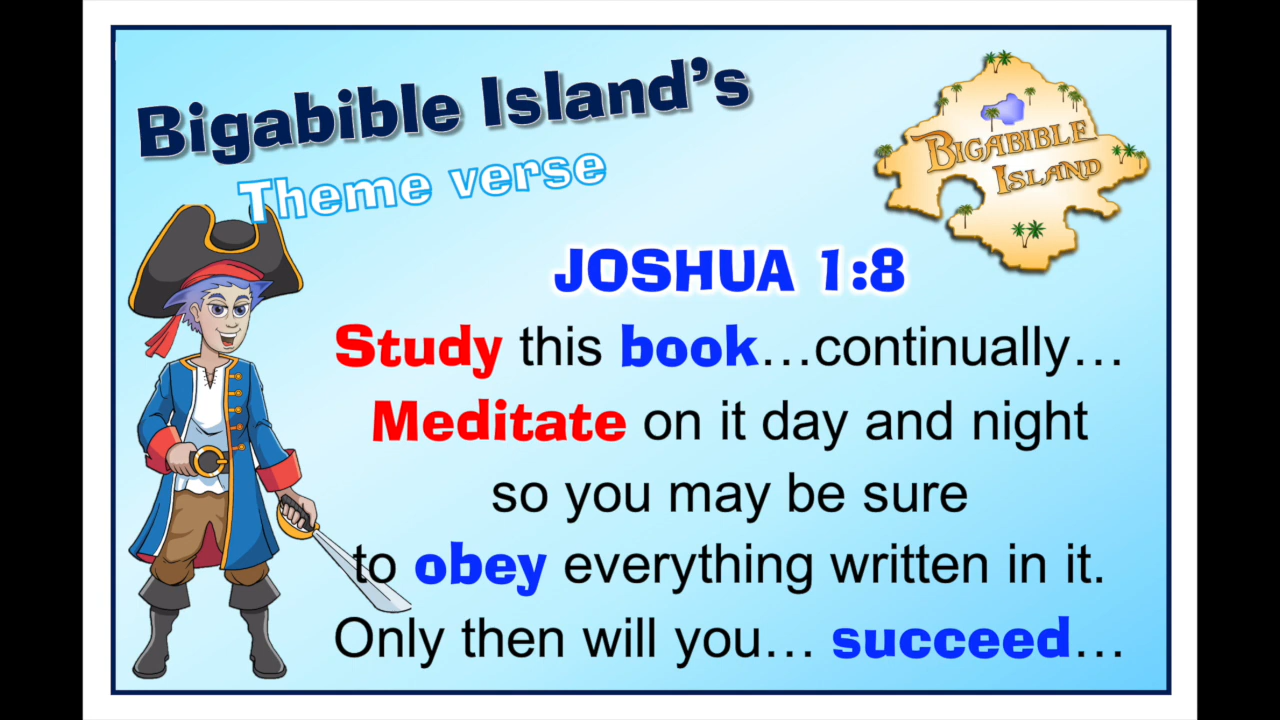 Bigabible Island's
Theme verse
BIGABIBLE
ISLAND
JOSHUA 1:8
Study this book...continually...
Meditate on it day and night
so you may be sure
to obey everything written in it.
Only then will you... succeed...